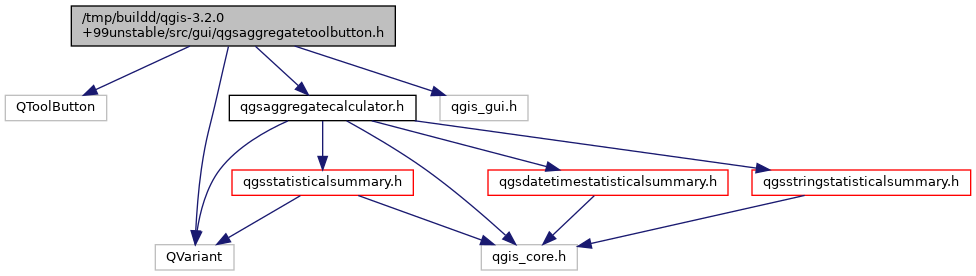 /tmp/buildd/qgis-3.2.0
+99unstable/src/gui/qgsaggregatetoolbutton.h
QToolButton
qgsaggregatecalculator.h
qgis_gui.h
qgsstatisticalsummary.h
qgsdatetimestatisticalsummary.h
qgsstringstatisticalsummary.h
QVariant
qgis_core.h